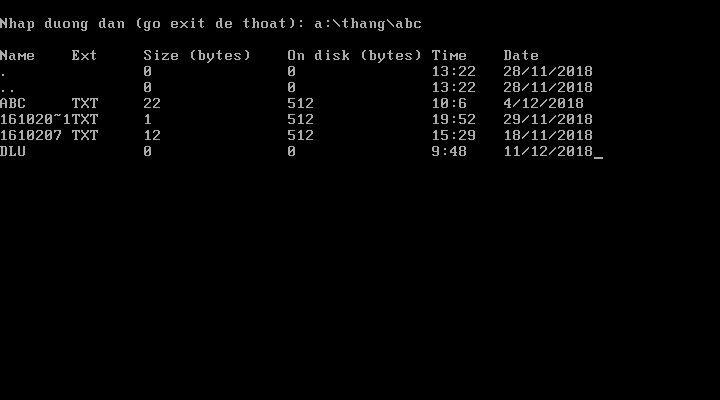 Nhap duong dan (go exit de thoat): a:\thang\abc
Name Ext Size (bytes) On disk (bytes) Time Date
. 0 0 13:22 28/11/2018
.. 0 0 13:22 28/11/2018
ABC TXT 22 512 10:6 4/12/2018
161020~1TXT 1 512 19:52 29/11/2018
1610207 TXT 12 512 15:29 18/11/2018
DLU 0 0 9:48 11/12/2018_